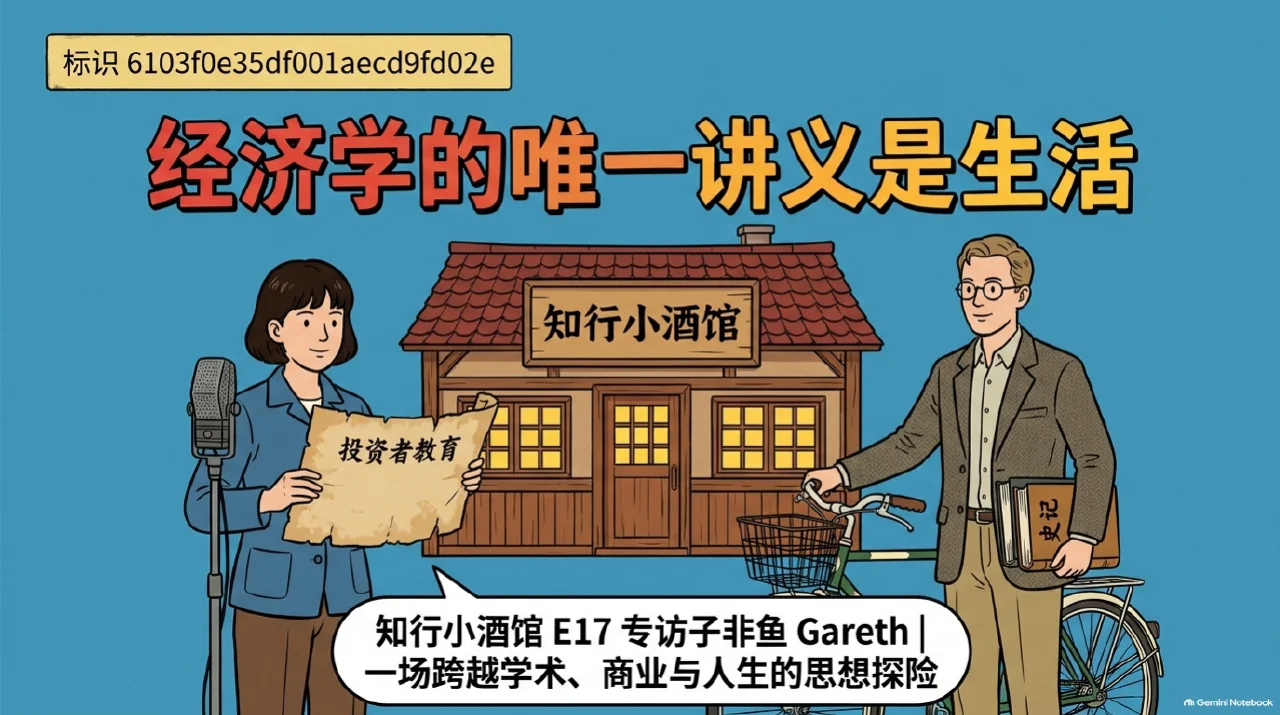 标识 6103f0e35df001aecd9fd02e
经济学的唯一讲义是生活
知行小酒馆
投资者教育
史记
知行小酒馆 E17 专访子非鱼 Gareth |
一场跨越学术、商业与人生的思想探险
Gemini Notebook